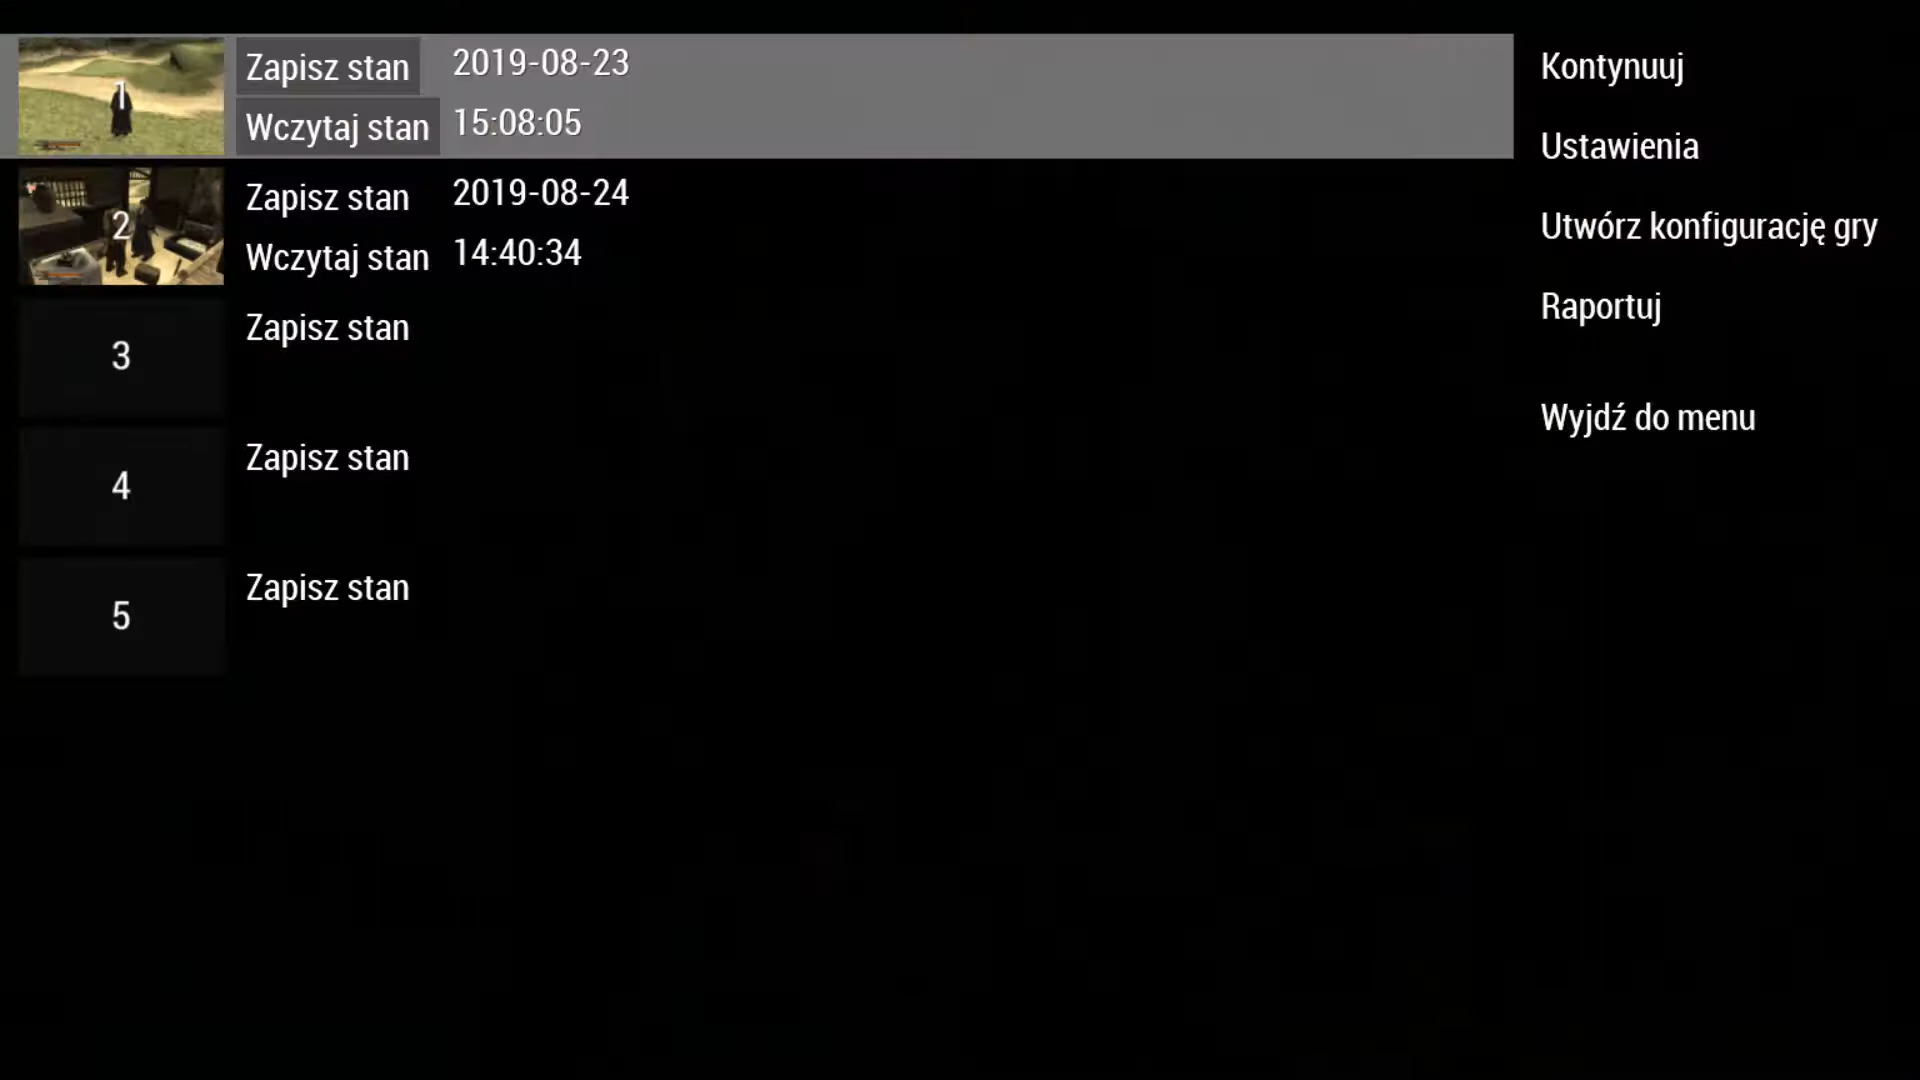 1
Zapisz stan
2019-08-23
Wczytaj stan
15:08:05
2
Zapisz stan
2019-08-24
Wczytaj stan
14:40:34
3
Zapisz stan
4
Zapisz stan
5
Zapisz stan
Kontynuuj
Ustawienia
Utwórz konfigurację gry
Raportuj
Wyjdź do menu